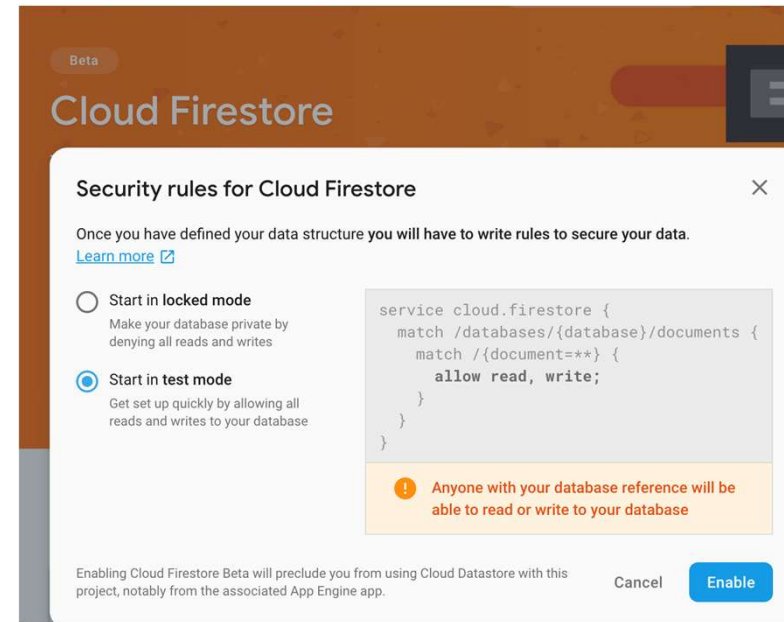 Beta
Cloud Firestore
Security rules for Cloud Firestore
Once you have defined your data structure you will have to write rules to secure your data.
Learn more
Start in locked mode
Make your database private by
denying all reads and writes
Start in test mode
Get set up quickly by allowing all
reads and writes to your database
service cloud.firestore {
match /databases/{database}/documents {
match /{document=**} {
allow read, write;
}
}
}
Anyone with your database reference will be
able to read or write to your database
Enabling Cloud Firestore Beta will preclude you from using Cloud Datastore with this
project, notably from the associated App Engine app.
Cancel
Enable